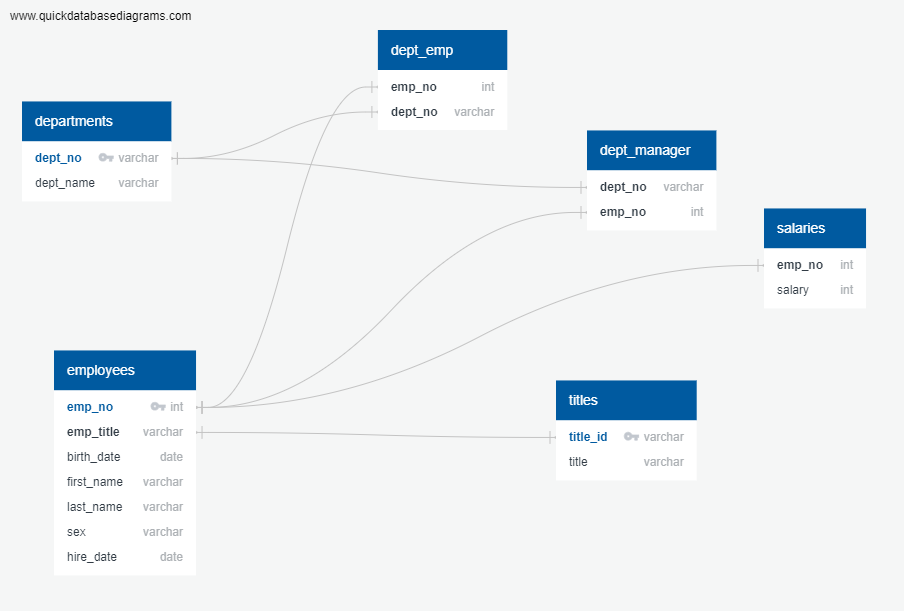 www.quickdatabasediagrams.com
dept_emp
emp_no int
dept_no varchar
departments
dept_no varchar
dept_name varchar
dept_manager
dept_no varchar
emp_no int
salaries
emp_no int
salary int
employees
emp_no int
emp_title varchar
birth_date date
first_name varchar
last_name varchar
sex varchar
hire_date date
titles
title_id varchar
title varchar